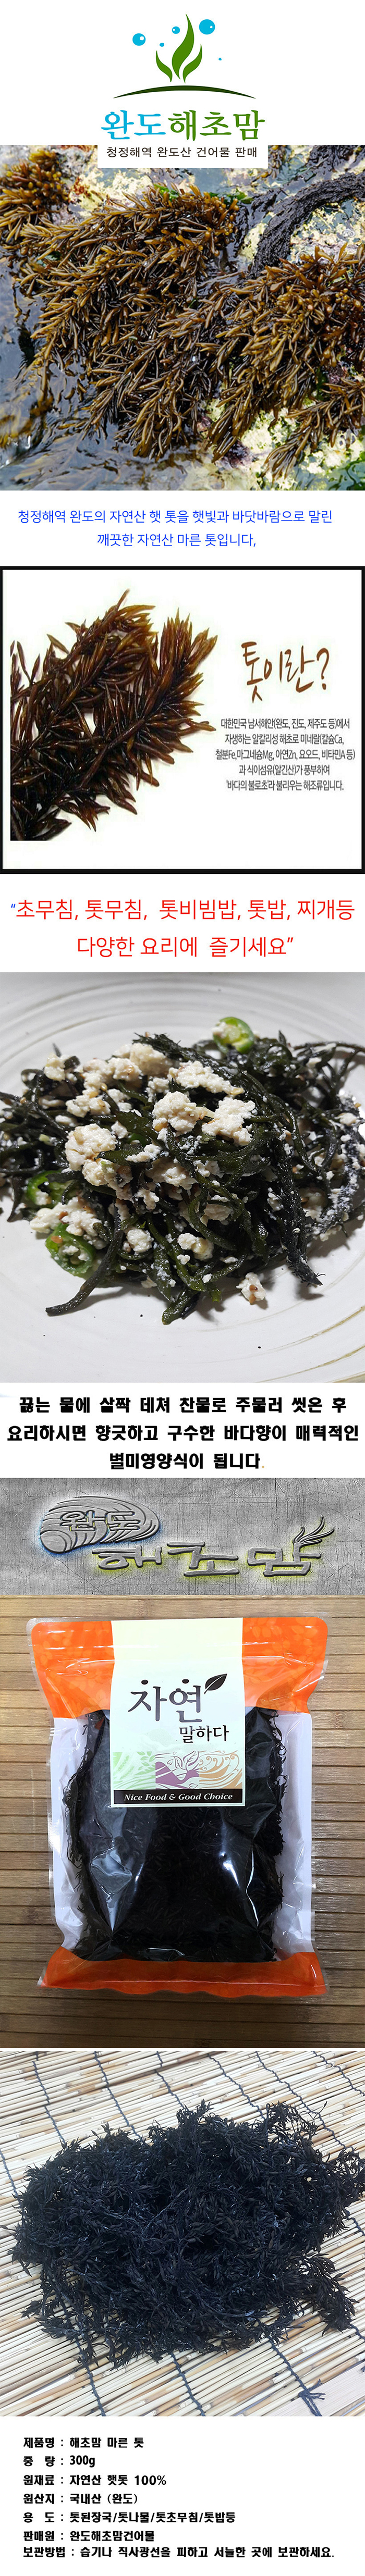 완도해초맘
청정해역 완도산 건어물 판매
청정해역 완도의 자연산 햇 톳을 햇빛과 바닷바람으로 말린
깨끗한 자연산 마른 톳입니다,
톳이란?
대한민국 남서해안(완도, 진도, 제주도 등)에서
자생하는 알칼리성 해초로 미네랄(칼슘Ca,
철분Fe,마그네슘Mg, 아연Zn, 요오드, 비타민A 등)
과 식이섬유(알긴산)가 풍부하여
'바다의 불로초'라 불리우는 해조류입니다.
“초무침, 톳무침, 톳비빔밥, 톳밥, 찌개등
다양한 요리에 즐기세요”
끓는 물에 살짝 데쳐 찬물로 주물러 씻은 후
요리하시면 향긋하고 구수한 바다향이 매력적인
별미영양식이 됩니다.
완도
해초맘
자연
말하다
Nice Food & Good Choice
제품명 : 해초맘 마른 톳
중 량 : 300g
원재료 : 자연산 햇톳 100%
원산지 : 국내산 (완도)
용 도 : 톳된장국/톳나물/톳초무침/톳밥등
판매원 : 완도해초맘건어물
보관방법 : 습기나 직사광선을 피하고 서늘한 곳에 보관하세요.